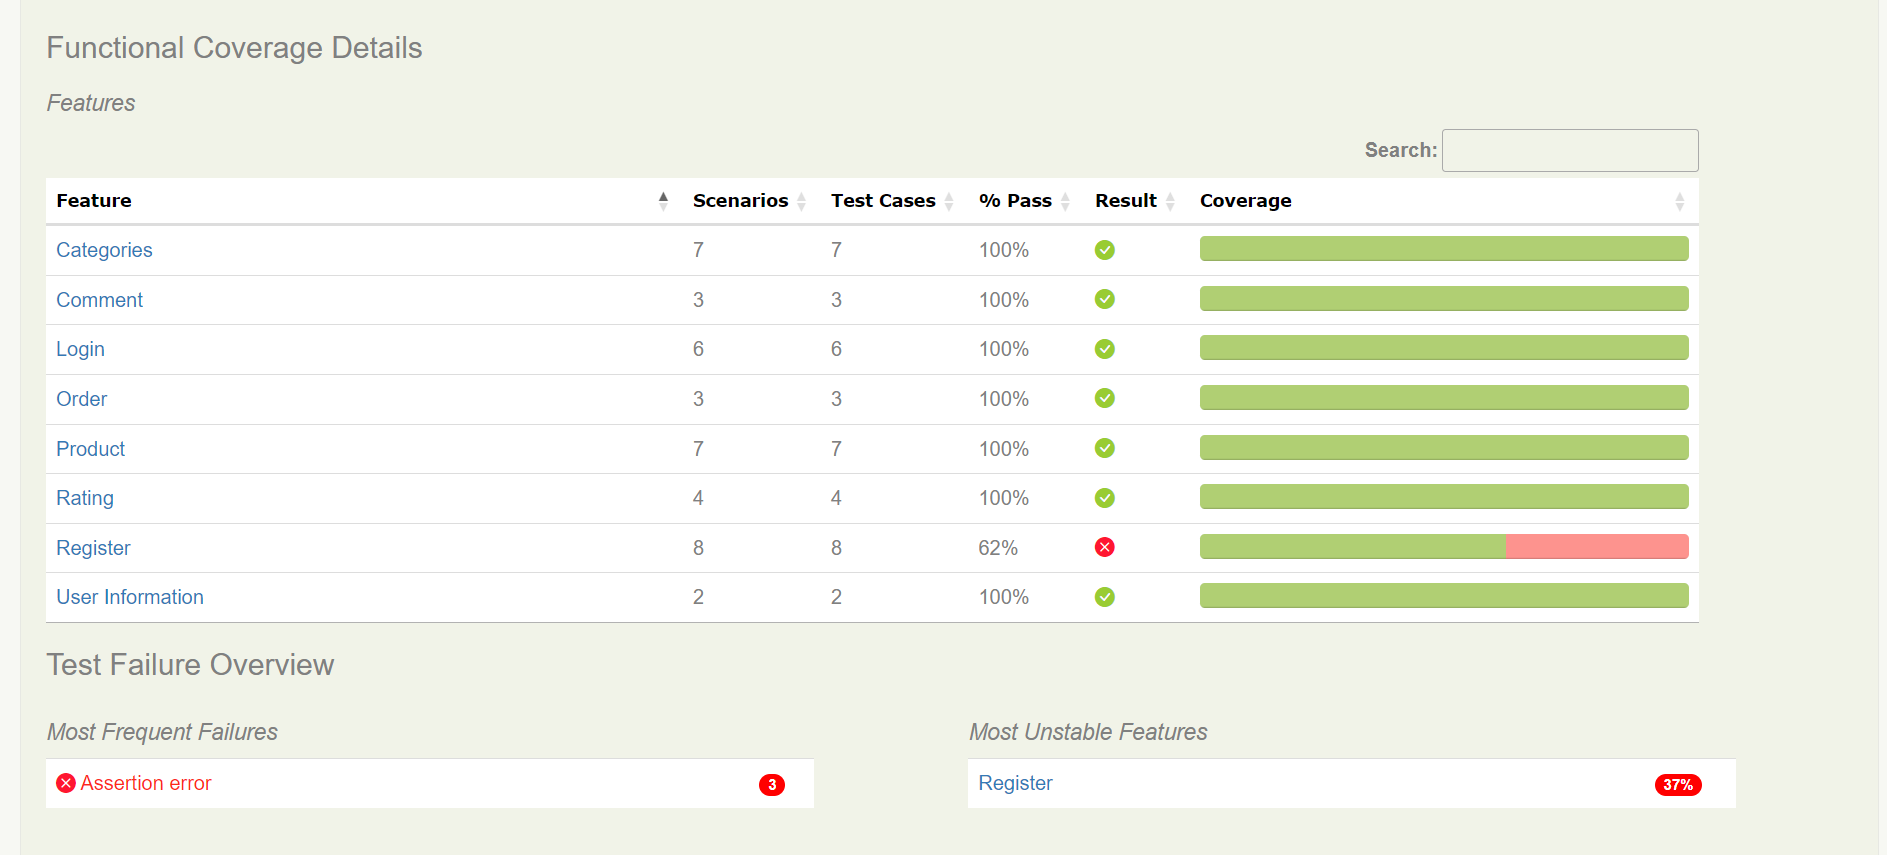 Functional Coverage Details
Features
Search:
Feature Scenarios Test Cases % Pass Result Coverage
Categories 7 7 100%
Comment 3 3 100%
Login 6 6 100%
Order 3 3 100%
Product 7 7 100%
Rating 4 4 100%
Register 8 8 62%
User Information 2 2 100%
Test Failure Overview
Most Frequent Failures Most Unstable Features
Assertion error 3 Register 37%